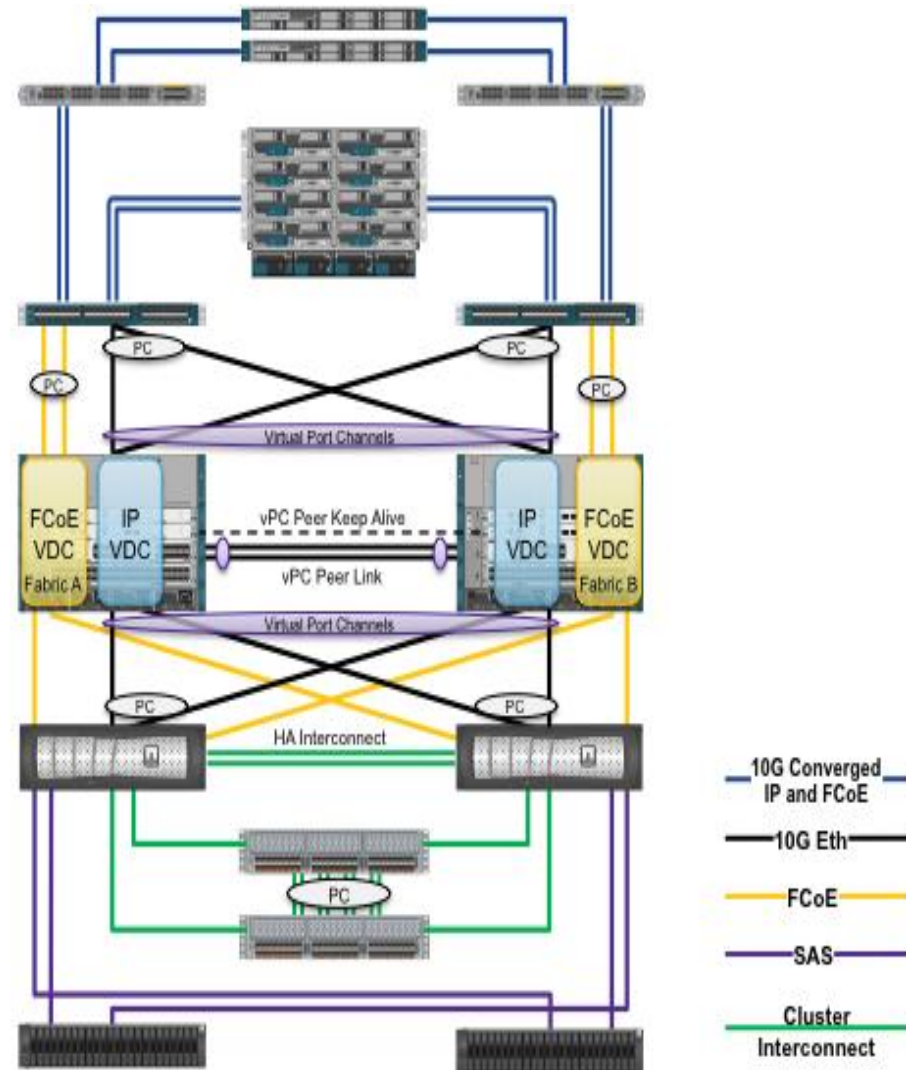 PC
PC
PC
PC
Virtual Port Channels
FCoE
VDC
Fabric A
IP
VDC
vPC Peer Keep Alive
vPC Peer Link
IP
VDC
FCoE
VDC
Fabric B
Virtual Port Channels
PC
PC
HA Interconnect
PC
10G Converged
IP and FCoE
10G Eth
FCoE
SAS
Cluster
Interconnect